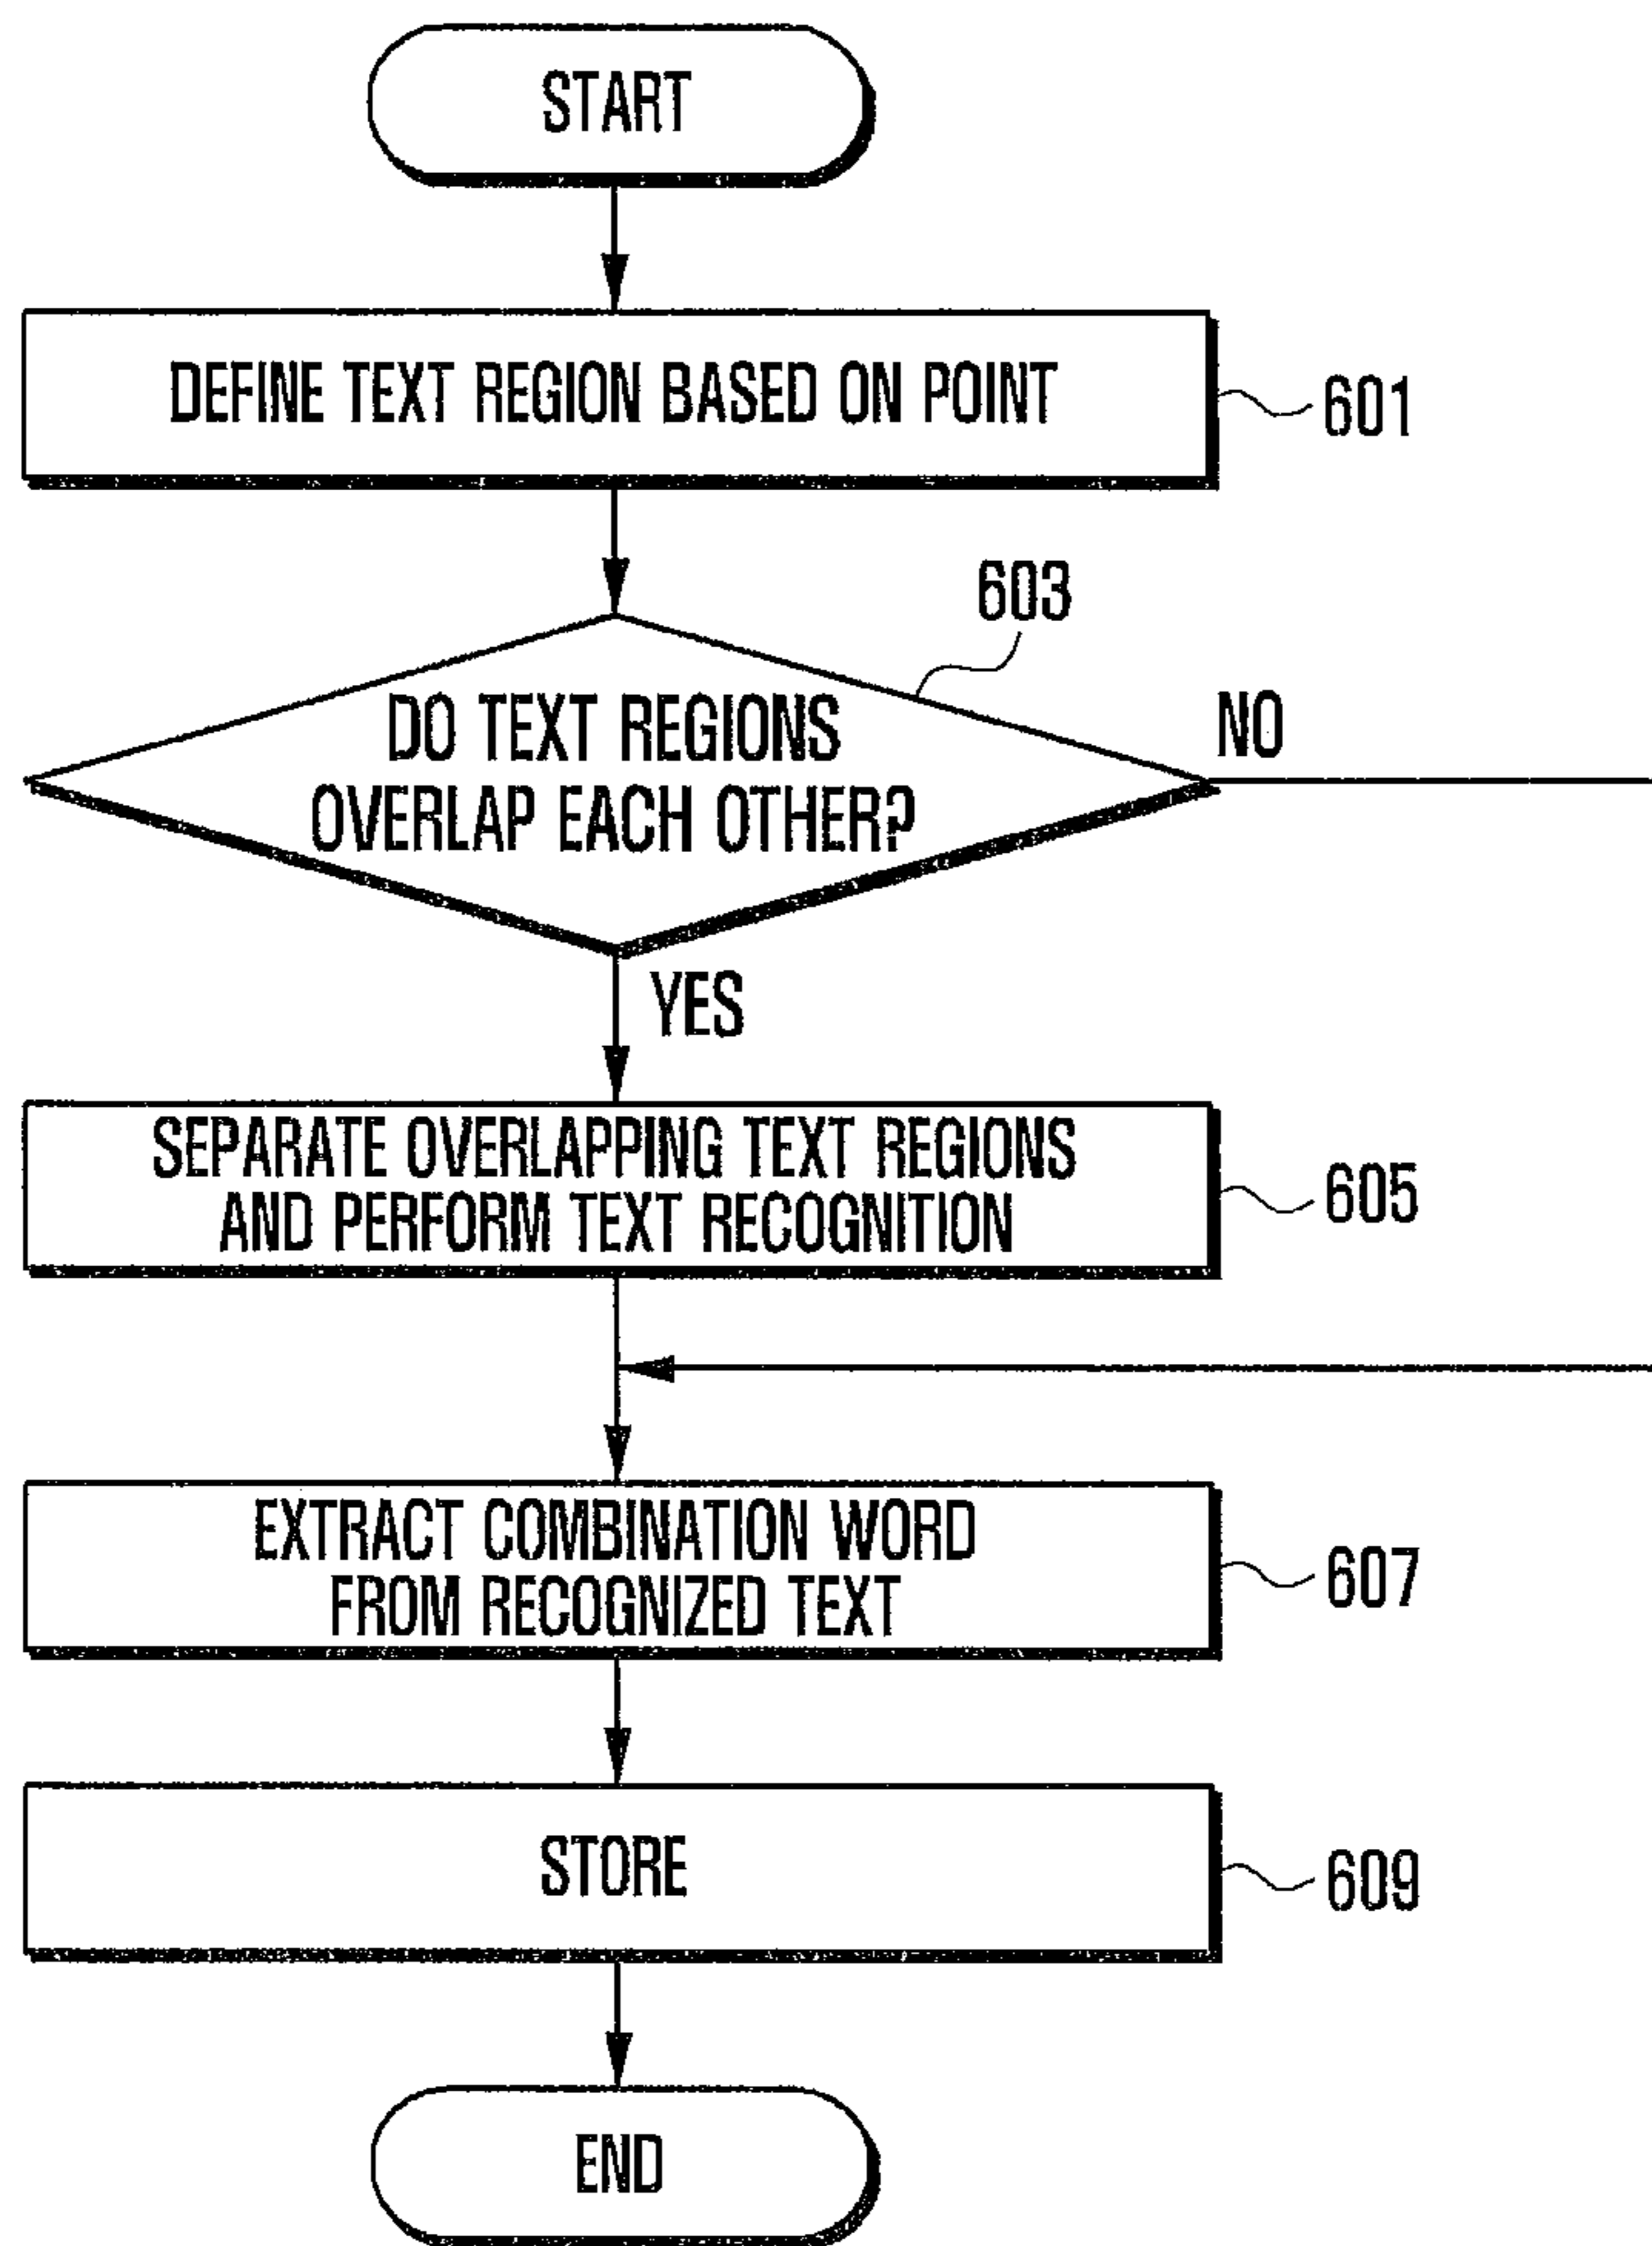 START
DEFINE TEXT REGION BASED ON POINT
601
603
DO TEXT REGIONS
OVERLAP EACH OTHER?
NO
YES
SEPARATE OVERLAPPING TEXT REGIONS
AND PERFORM TEXT RECOGNITION
605
EXTRACT COMBINATION WORD
FROM RECOGNIZED TEXT
607
STORE
609
END